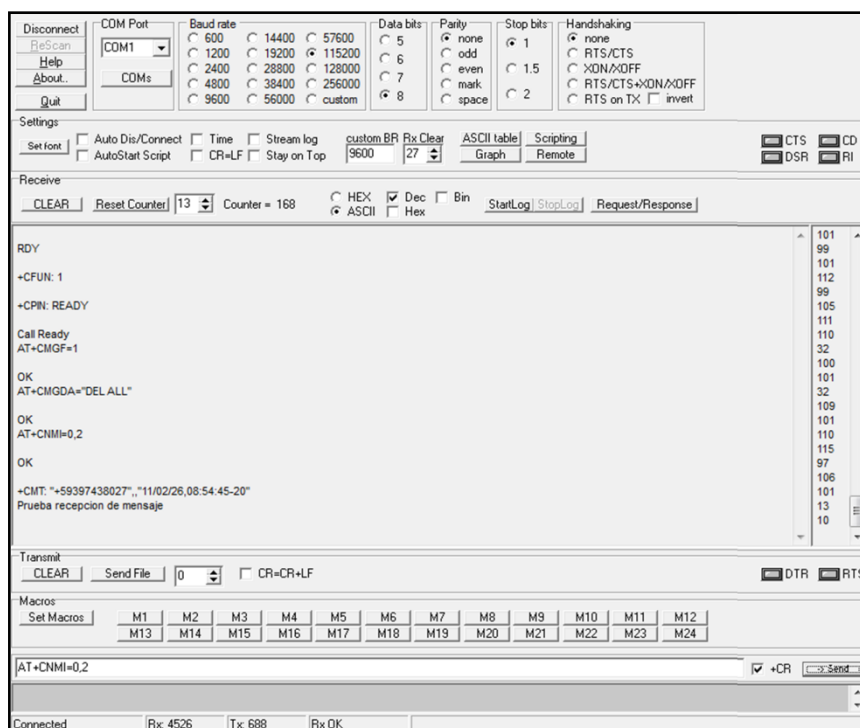 Disconnect
ReScan
Help
About..
Quit
COM Port
COM1
COMs
Baud rate
600 14400 57600
1200 19200 115200
2400 28800 128000
4800 38400 256000
9600 56000 custom
Data bits
5
6
7
8
Parity
none
odd
even
mark
space
Stop bits
1
1.5
2
Handshaking
none
RTS/CTS
XON/XOFF
RTS/CTS+XON/XOFF
RTS on TX invert
Settings
Set font
Auto Dis/Connect Time Stream log
AutoStart Script CR=LF Stay on Top
custom BR Rx Clear
9600 27
ASCII table Scripting
Graph Remote
CTS CD
DSR RI
Receive
CLEAR Reset Counter 13 Counter = 168
HEX Dec Bin
ASCII Hex
StartLog StopLog Request/Response
RDY
+CFUN: 1
+CPIN: READY
Call Ready
AT+CMGF=1
OK
AT+CMGDA="DEL ALL"
OK
AT+CNMI=0,2
OK
+CMT: "+59397438027",,"11/02/26,08:54:45-20"
Prueba recepcion de mensaje
101
99
101
112
99
105
111
110
32
100
101
32
109
101
110
115
97
106
101
13
10
Transmit
CLEAR Send File 0 CR=CR+LF
DTR RTS
Macros
Set Macros
M1 M2 M3 M4 M5 M6 M7 M8 M9 M10 M11 M12
M13 M14 M15 M16 M17 M18 M19 M20 M21 M22 M23 M24
AT+CNMI=0,2
+CR -> Send
Connected Rx: 4526 Tx: 688 Rx OK